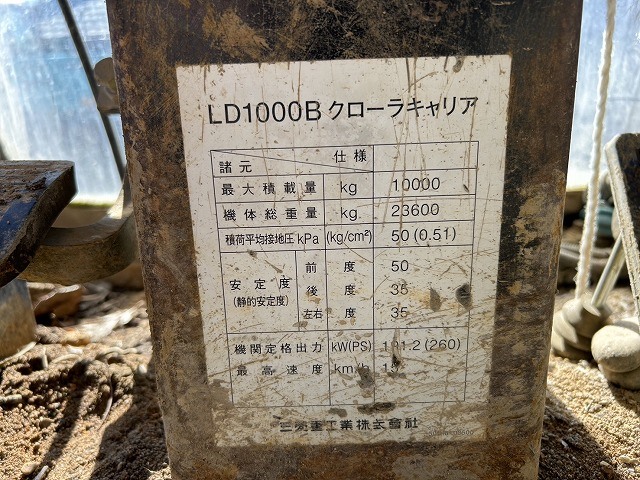 LD1000B クローラキャリア
仕様
諸元
最大積載量 kg 10000
機体総重量 kg 23600
積荷平均接地圧 kPa (kg/cm²) 50 (0.51)
前 度 50
安定度 後 度 35
(静的安定度)
左右 度 35
機関定格出力 kW(PS) 191.2 (260)
最高速度 km/h
三菱重工業株式会社